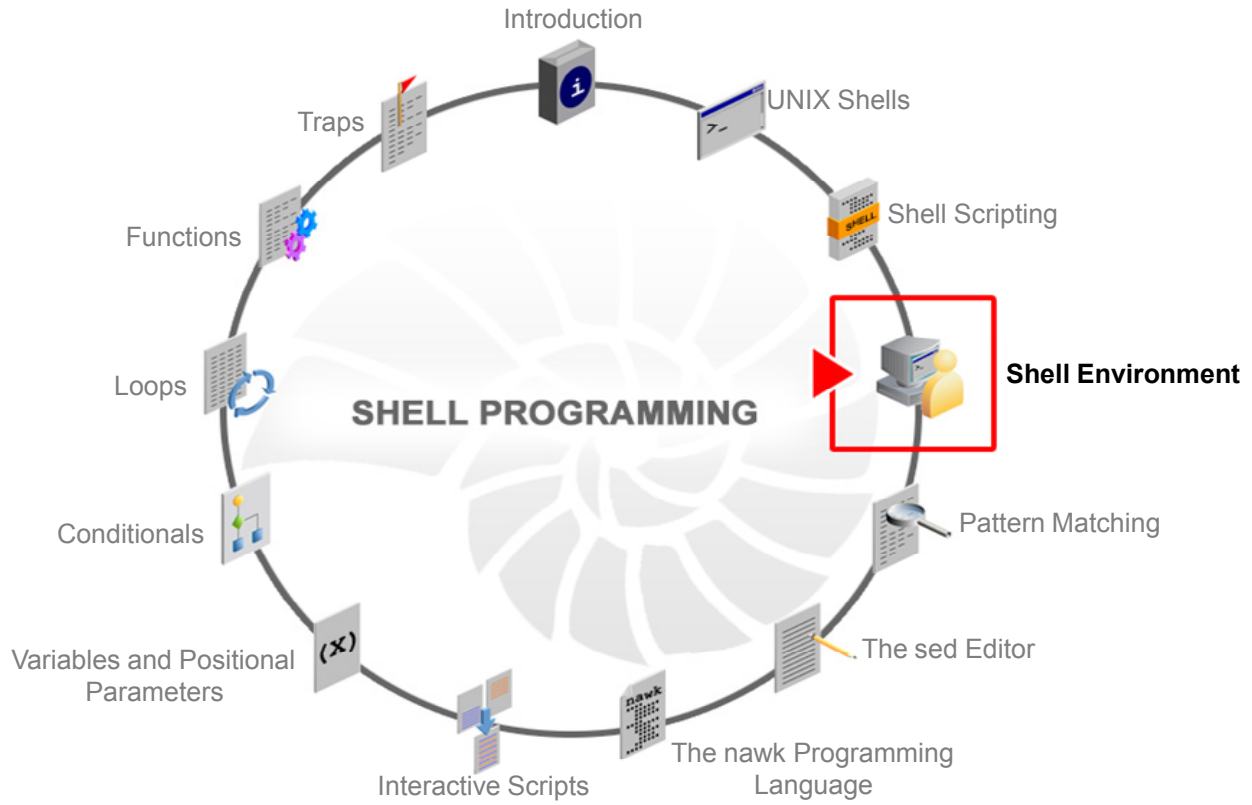 Introduction
UNIX Shells
>_
Shell Scripting
SHELL
Shell Environment
>_
Pattern Matching
The sed Editor
The nawk Programming
Language
nawk
Interactive Scripts
Variables and Positional
Parameters
(X)
Conditionals
Loops
Functions
Traps
i
SHELL PROGRAMMING